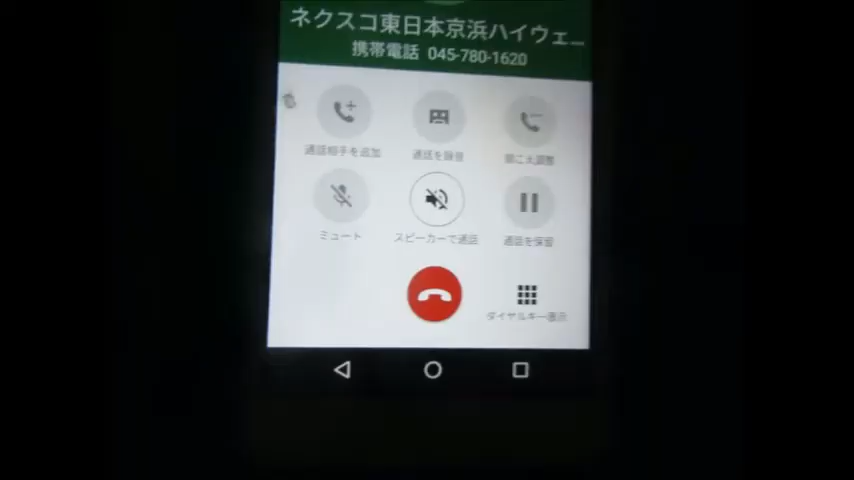 ネクスコ東日本京浜ハイウェ...
携帯電話 045-780-1620
通話相手を追加 通話を録音
ミュート スピーカーで通話 通話を保留
ダイヤルキー表示